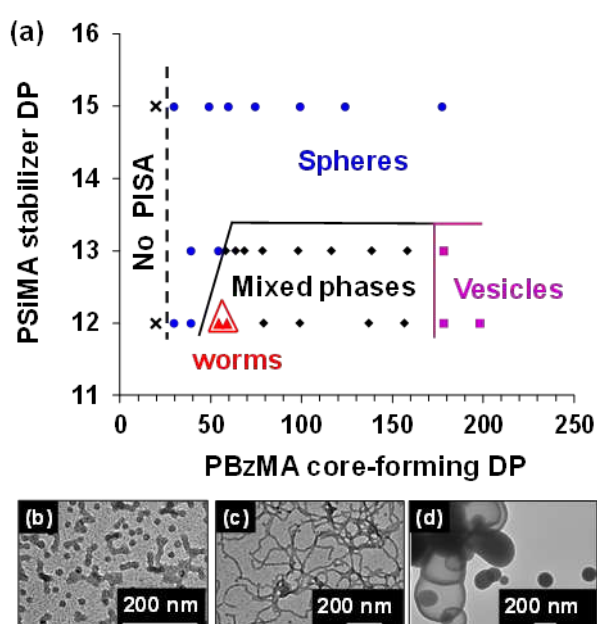 (a)
16
15
14
13
12
11
PSiMA stabilizer DP
No PISA
Spheres
Mixed phases
Vesicles
worms
0
50
100
150
200
250
PBzMA core-forming DP
(b)
200 nm
(c)
200 nm
(d)
200 nm